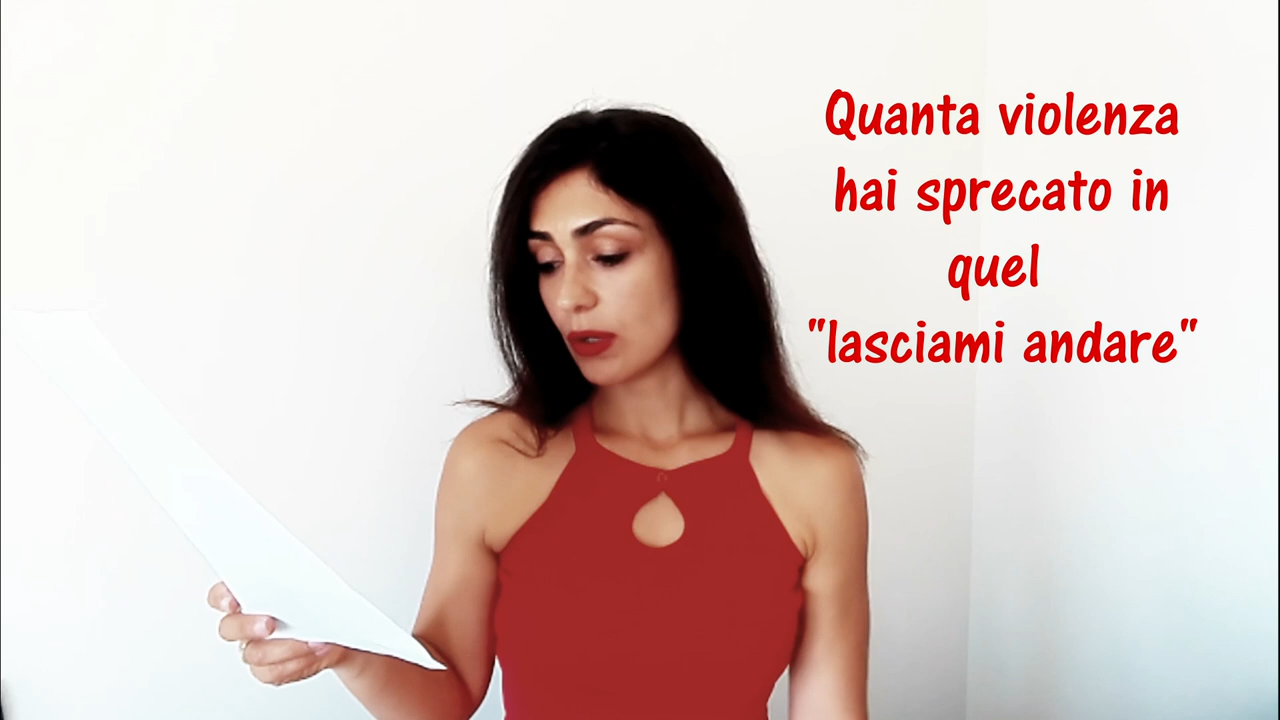 Quanta violenza
hai sprecato in
quel
"lasciami andare"